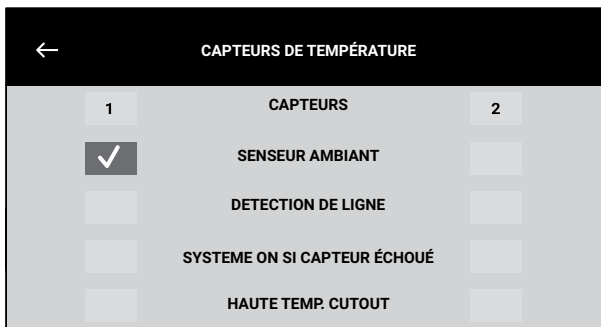 CAPTEURS DE TEMPÉRATURE
1 CAPTEURS 2
SENSEUR AMBIANT
DETECTION DE LIGNE
SYSTEME ON SI CAPTEUR ÉCHOUÉ
HAUTE TEMP. CUTOUT